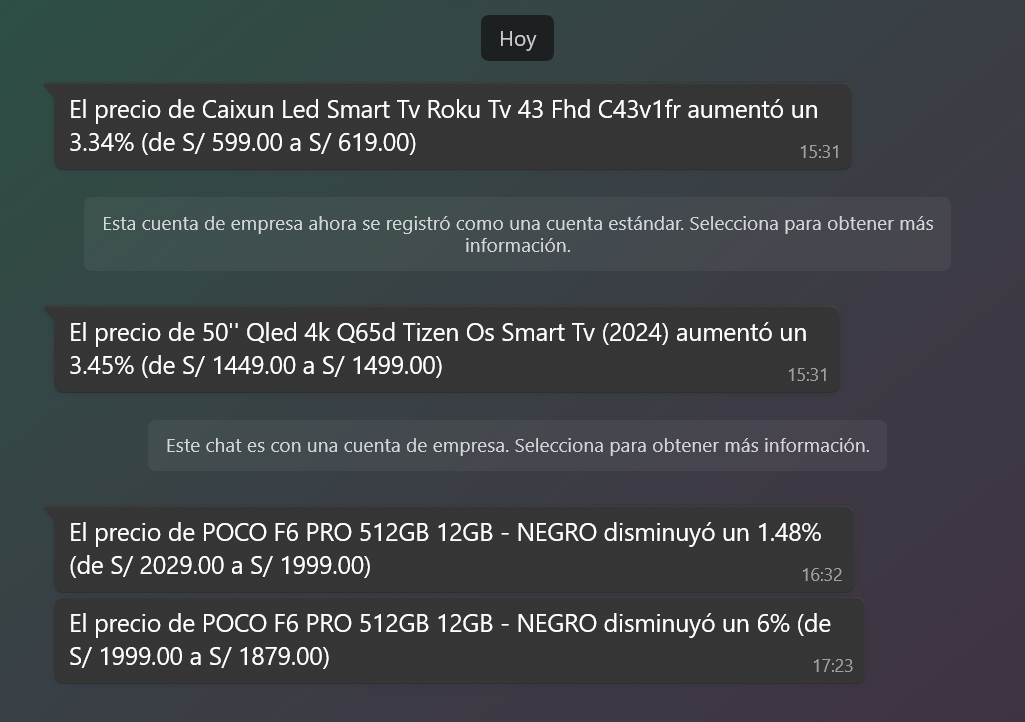 Hoy
El precio de Caixun Led Smart Tv Roku Tv 43 Fhd C43v1fr aumentó un
3.34% (de S/ 599.00 a S/ 619.00)
15:31
Esta cuenta de empresa ahora se registró como una cuenta estándar. Selecciona para obtener más
información.
El precio de 50'' Qled 4k Q65d Tizen Os Smart Tv (2024) aumentó un
3.45% (de S/ 1449.00 a S/ 1499.00)
15:31
Este chat es con una cuenta de empresa. Selecciona para obtener más información.
El precio de POCO F6 PRO 512GB 12GB - NEGRO disminuyó un 1.48%
(de S/ 2029.00 a S/ 1999.00)
16:32
El precio de POCO F6 PRO 512GB 12GB - NEGRO disminuyó un 6% (de
S/ 1999.00 a S/ 1879.00)
17:23